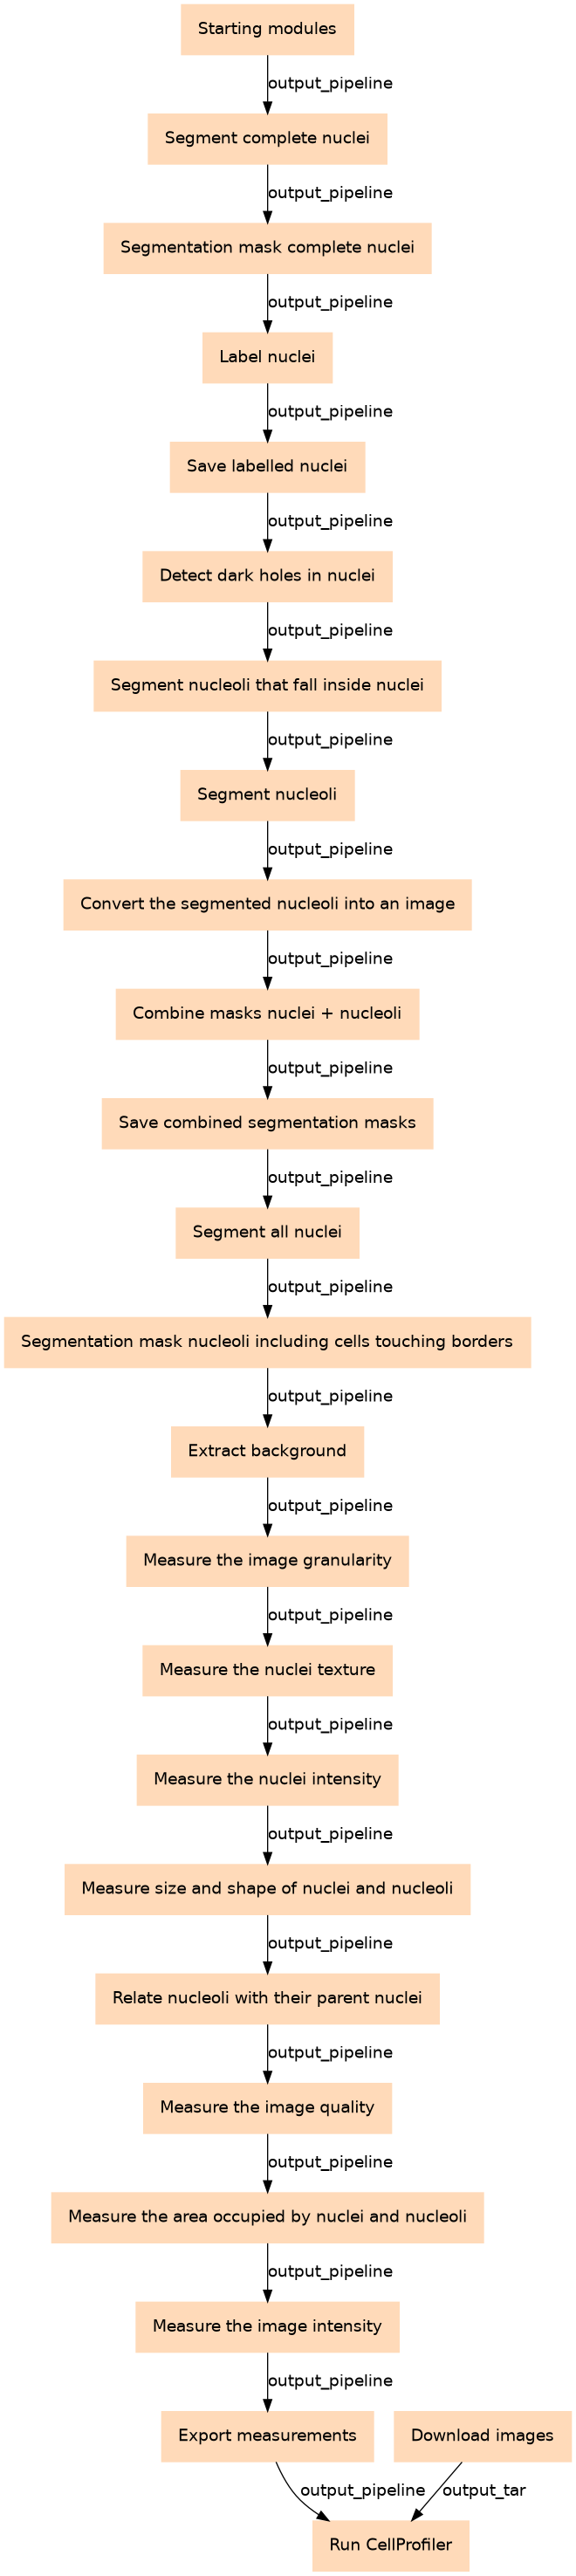 Starting modules
output_pipeline
Segment complete nuclei
output_pipeline
Segmentation mask complete nuclei
output_pipeline
Label nuclei
output_pipeline
Save labelled nuclei
output_pipeline
Detect dark holes in nuclei
output_pipeline
Segment nucleoli that fall inside nuclei
output_pipeline
Segment nucleoli
output_pipeline
Convert the segmented nucleoli into an image
output_pipeline
Combine masks nuclei + nucleoli
output_pipeline
Save combined segmentation masks
output_pipeline
Segment all nuclei
output_pipeline
Segmentation mask nucleoli including cells touching borders
output_pipeline
Extract background
output_pipeline
Measure the image granularity
output_pipeline
Measure the nuclei texture
output_pipeline
Measure the nuclei intensity
output_pipeline
Measure size and shape of nuclei and nucleoli
output_pipeline
Relate nucleoli with their parent nuclei
output_pipeline
Measure the image quality
output_pipeline
Measure the area occupied by nuclei and nucleoli
output_pipeline
Measure the image intensity
output_pipeline
Export measurements
Download images
output_pipeline
output_tar
Run CellProfiler